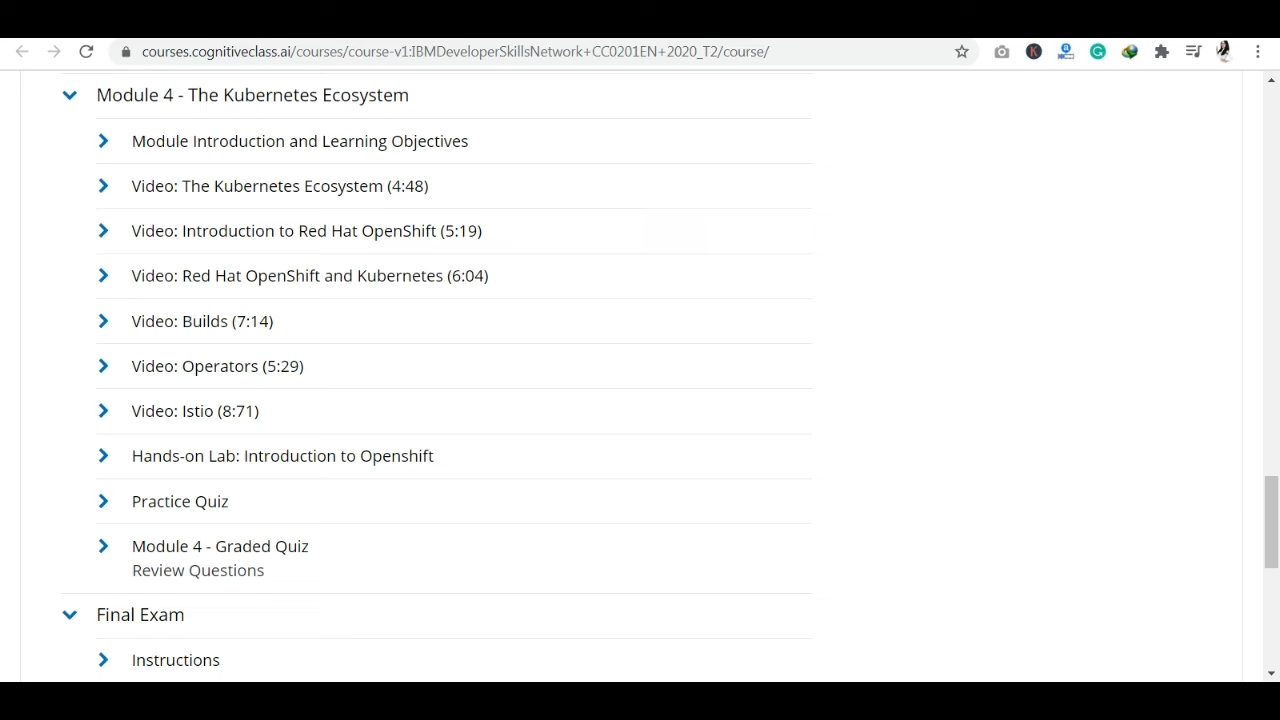 courses.cognitiveclass.ai/courses/course-v1:IBMDeveloperSkillsNetwork+CC0201EN+2020_T2/course/
Module 4 - The Kubernetes Ecosystem
Module Introduction and Learning Objectives
Video: The Kubernetes Ecosystem (4:48)
Video: Introduction to Red Hat OpenShift (5:19)
Video: Red Hat OpenShift and Kubernetes (6:04)
Video: Builds (7:14)
Video: Operators (5:29)
Video: Istio (8:71)
Hands-on Lab: Introduction to Openshift
Practice Quiz
Module 4 - Graded Quiz
Review Questions
Final Exam
Instructions